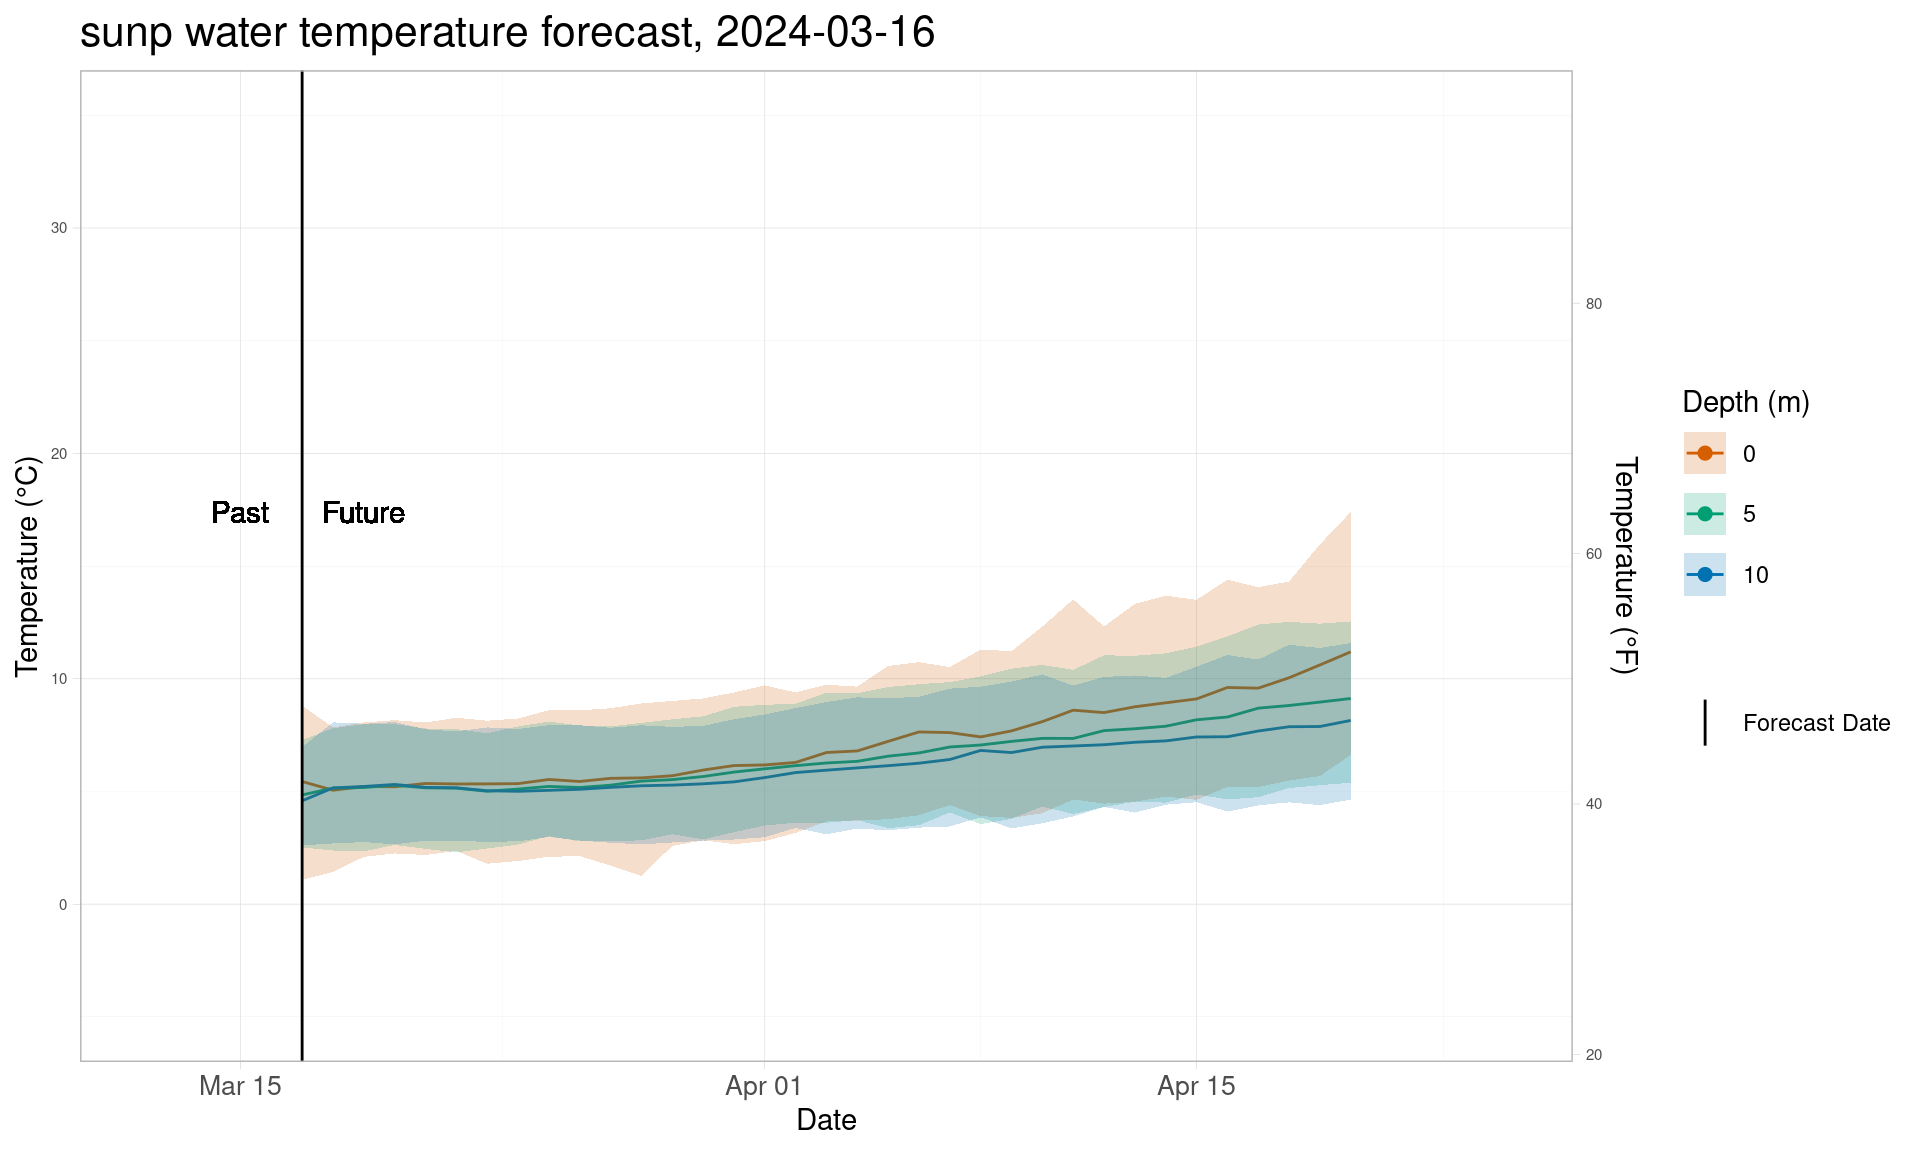 sunp water temperature forecast, 2024-03-16
Temperature (°C)
30
20
10
0
Past
Future
Mar 15
Apr 01
Apr 15
Date
80
60
40
20
Temperature (°F)
Depth (m)
0
5
10
Forecast Date